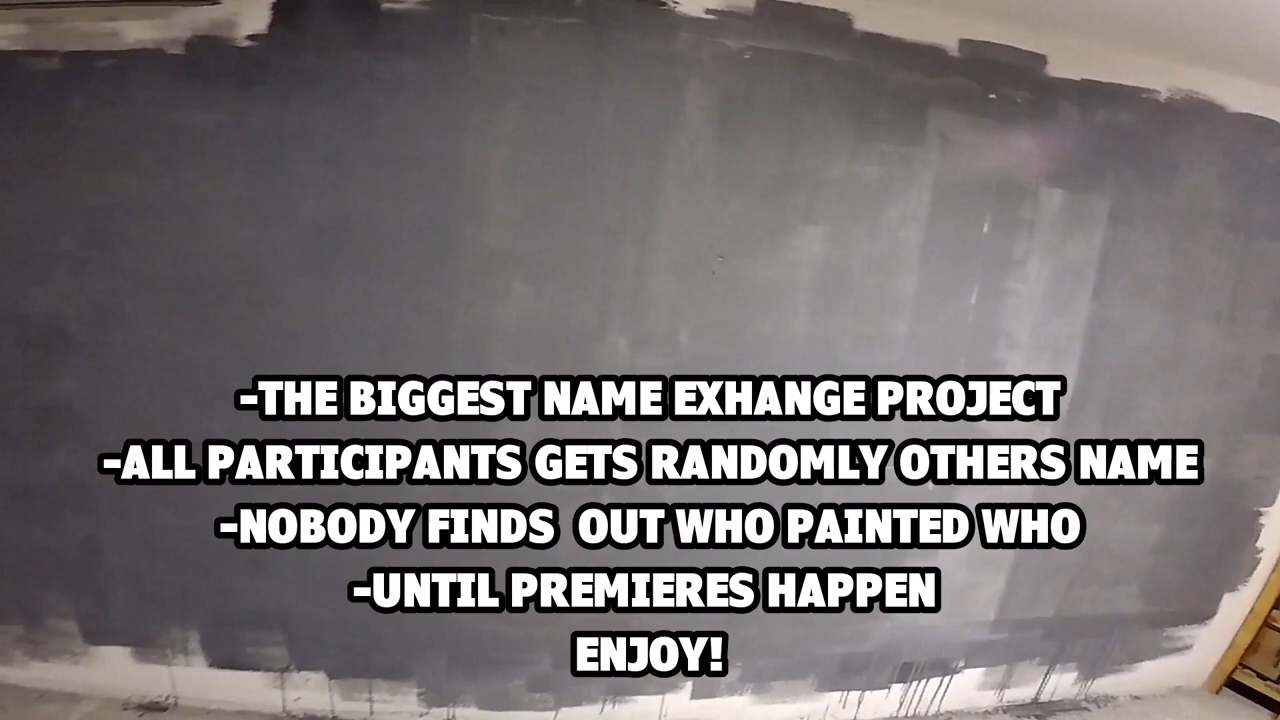 -THE BIGGEST NAME EXHANGE PROJECT
-ALL PARTICIPANTS GETS RANDOMLY OTHERS NAME
-NOBODY FINDS  OUT WHO PAINTED WHO
-UNTIL PREMIERES HAPPEN
ENJOY!